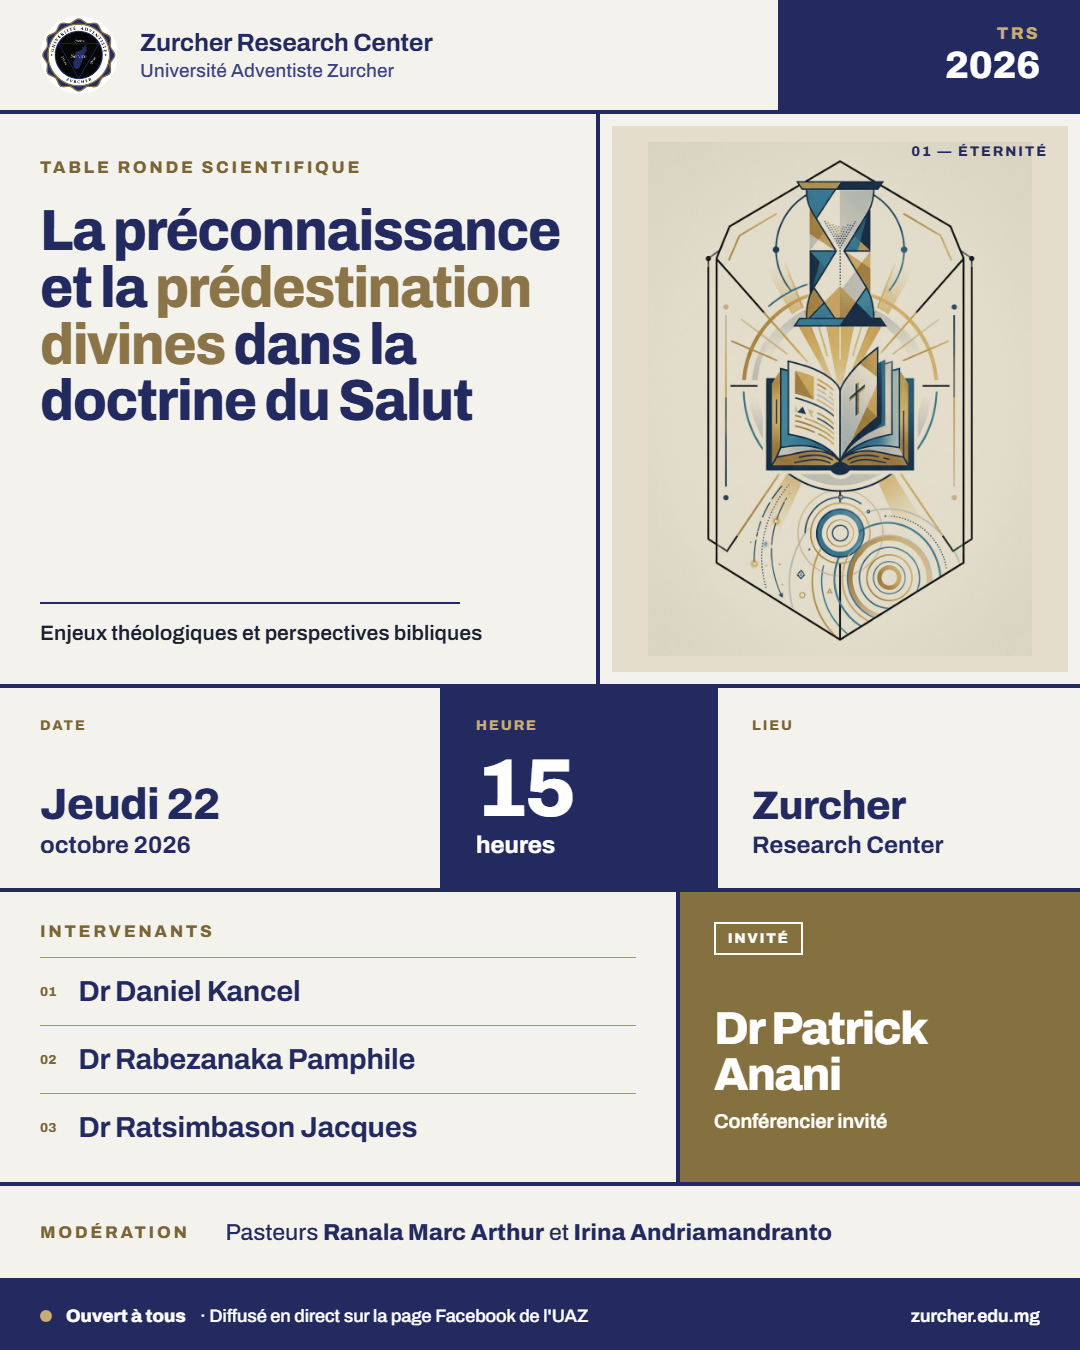 UNIVERSITÉ ADVENTISTE
ZURCHER
Zurcher Research Center
Université Adventiste Zurcher
TRS
2026
TABLE RONDE SCIENTIFIQUE
La préconnaissance
et la prédestination
divines dans la
doctrine du Salut
Enjeux théologiques et perspectives bibliques
01 — ÉTERNITÉ
DATE
Jeudi 22
octobre 2026
HEURE
15
heures
LIEU
Zurcher
Research Center
INTERVENANTS
01 Dr Daniel Kancel
02 Dr Rabezanaka Pamphile
03 Dr Ratsimbason Jacques
INVITÉ
Dr Patrick
Anani
Conférencier invité
MODÉRATION Pasteurs Ranala Marc Arthur et Irina Andriamandranto
Ouvert à tous · Diffusé en direct sur la page Facebook de l'UAZ
zurcher.edu.mg